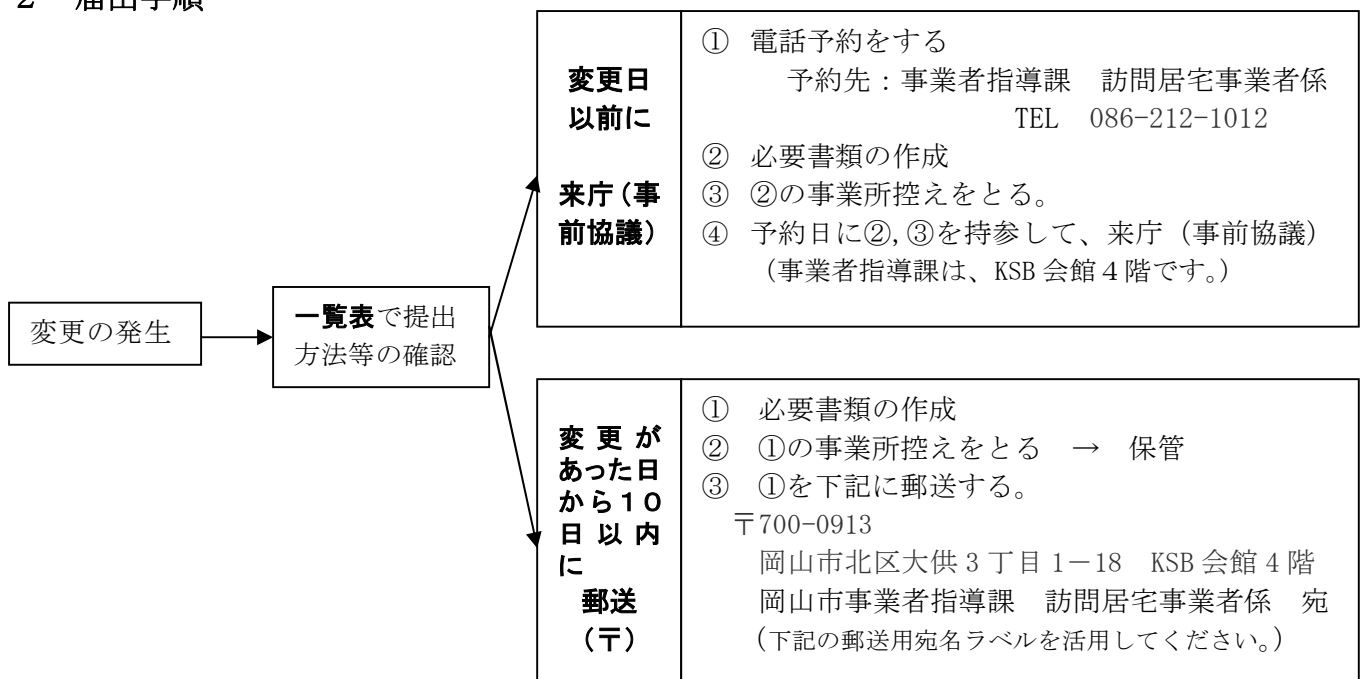 ２　届出手順
変更の発生
一覧表で提出
方法等の確認
変更日
以前に
来庁（事
前協議）
① 電話予約をする
予約先：事業者指導課　訪問居宅事業者係
TEL　086-212-1012
② 必要書類の作成
③ ②の事業所控えをとる。
④ 予約日に②,③を持参して、来庁（事前協議）
（事業者指導課は、KSB会館４階です。）
変更が
あった日
から１０
日以内
に
郵送
（〒）
① 必要書類の作成
② ①の事業所控えをとる　→　保管
③ ①を下記に郵送する。
〒700-0913
岡山市北区大供３丁目１－18　KSB会館４階
岡山市事業者指導課　訪問居宅事業者係　宛
（下記の郵送用宛名ラベルを活用してください。）